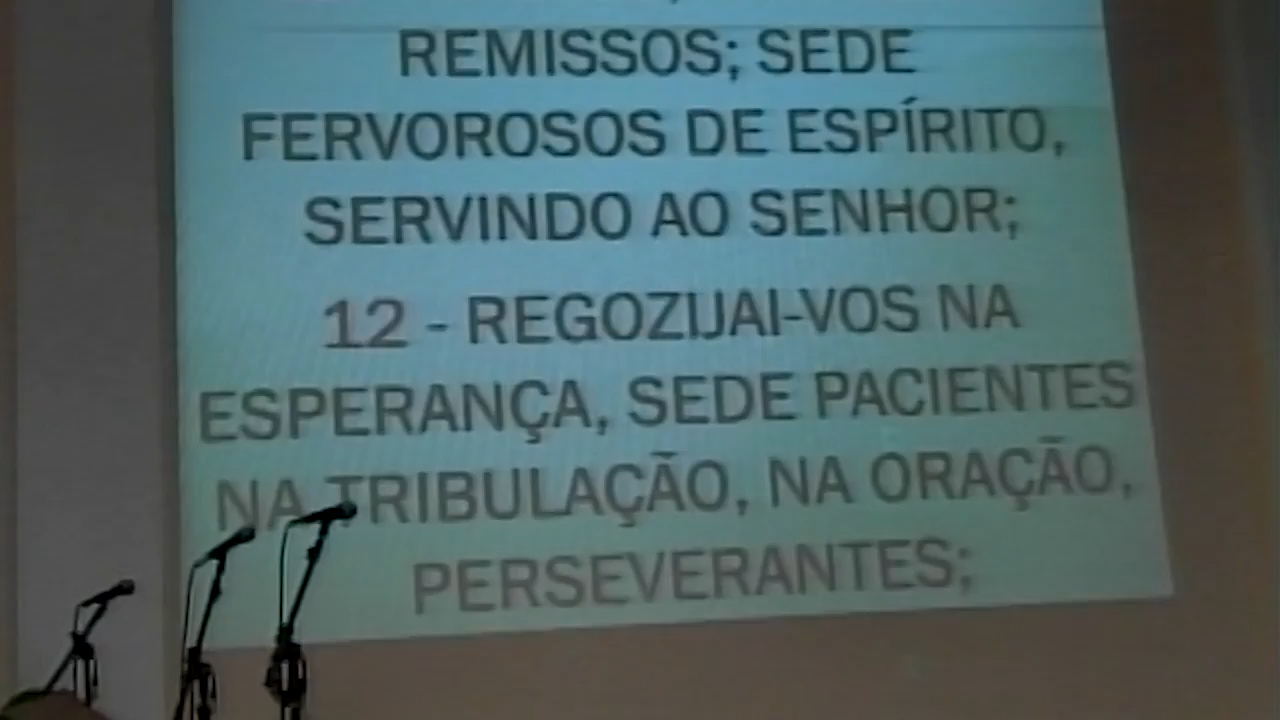 REMISSOS; SEDE
FERVOROSOS DE ESPÍRITO,
SERVINDO AO SENHOR;
12 - REGOZIJAI-VOS NA
ESPERANÇA, SEDE PACIENTES
NA TRIBULAÇÃO, NA ORAÇÃO,
PERSEVERANTES;